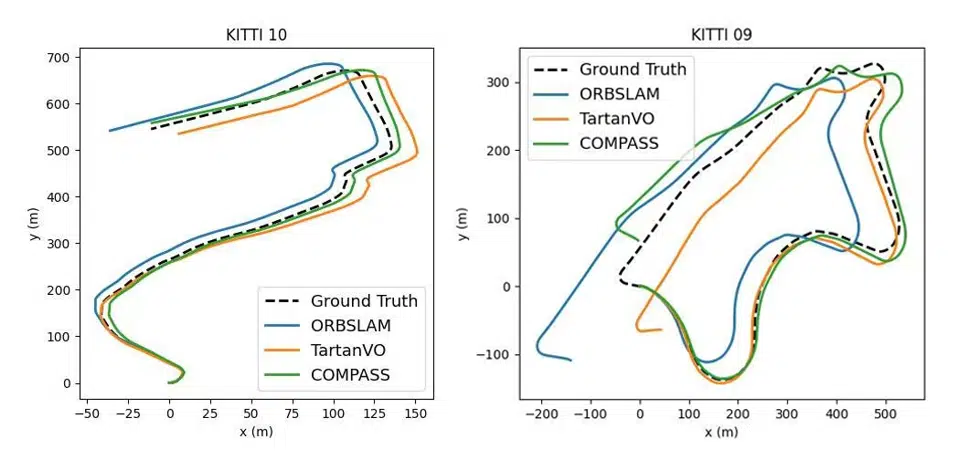 KITTI 10
700
600
500
400
300
200
100
0
y (m)
−50
−25
0
25
50
75
100
125
150
x (m)
Ground Truth
ORBSLAM
TartanVO
COMPASS
KITTI 09
300
200
100
0
−100
y (m)
−200
−100
0
100
200
300
400
500
x (m)
Ground Truth
ORBSLAM
TartanVO
COMPASS